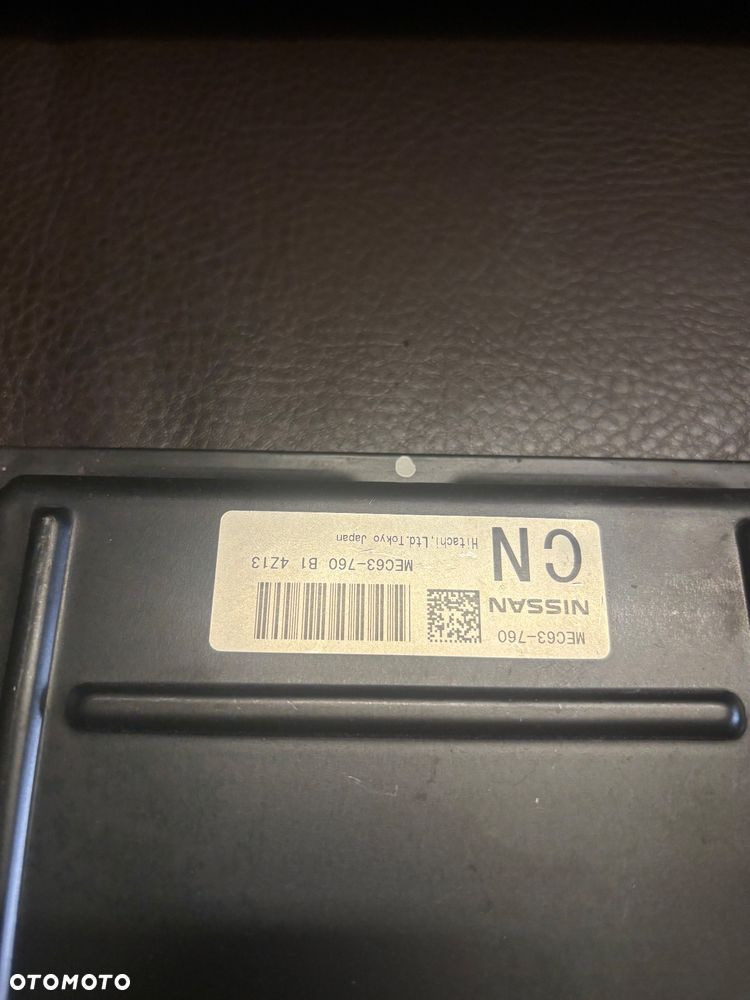 MEC63-760
NISSAN
CN
MEC63-760 B1 4Z13
Hitachi,Ltd.Tokyo Japan
OTOMOTO